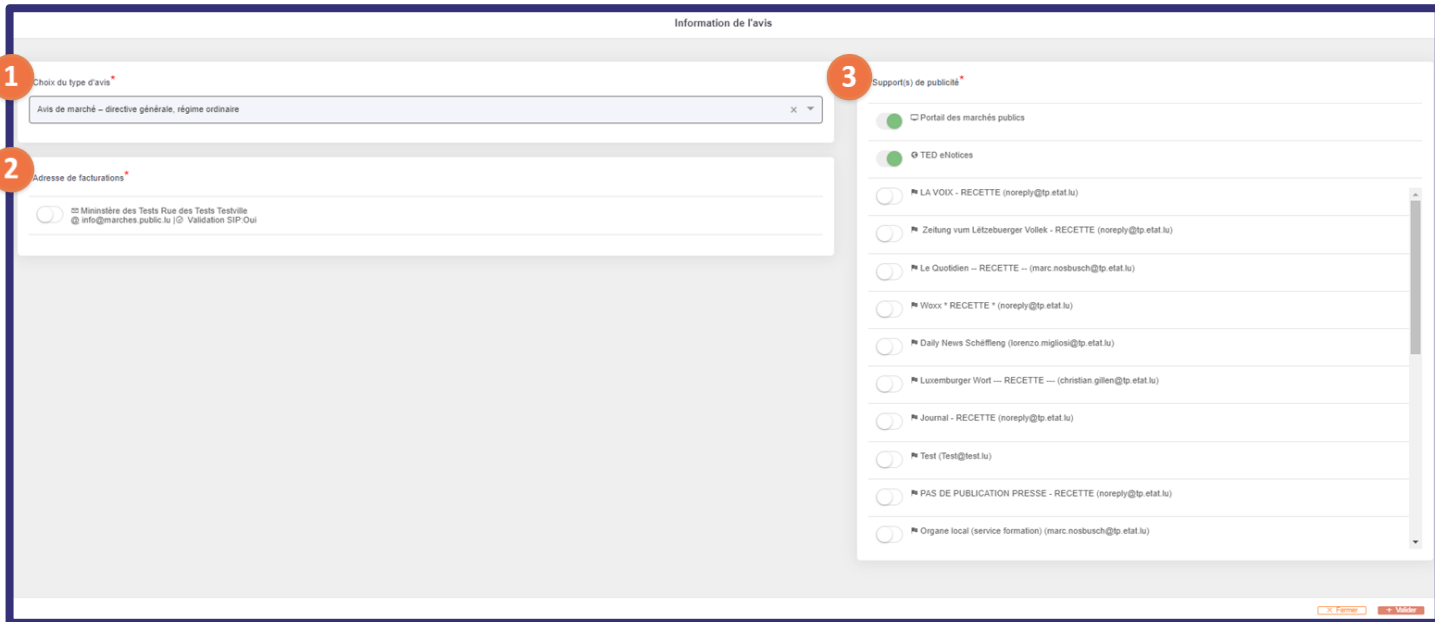 Information de l'avis
1
Choix du type d'avis*
Avis de marché – directive générale, régime ordinaire
2
Adresse de facturations*
Mininstère des Tests Rue des Tests Testville
@ info@marches.public.lu | Validation SIP:Oui
3
Support(s) de publicité*
Portail des marchés publics
TED eNotices
LA VOIX - RECETTE (noreply@tp.etat.lu)
Zeitung vum Lëtzebuerger Vollek - RECETTE (noreply@tp.etat.lu)
Le Quotidien -- RECETTE -- (marc.nosbusch@tp.etat.lu)
Woxx * RECETTE * (noreply@tp.etat.lu)
Daily News Schëffleng (lorenzo.migliosi@tp.etat.lu)
Luxemburger Wort --- RECETTE --- (christian.gillen@tp.etat.lu)
Journal - RECETTE (noreply@tp.etat.lu)
Test (Test@test.lu)
PAS DE PUBLICATION PRESSE - RECETTE (noreply@tp.etat.lu)
Organe local (service formation) (marc.nosbusch@tp.etat.lu)
× Fermer
+ Valider